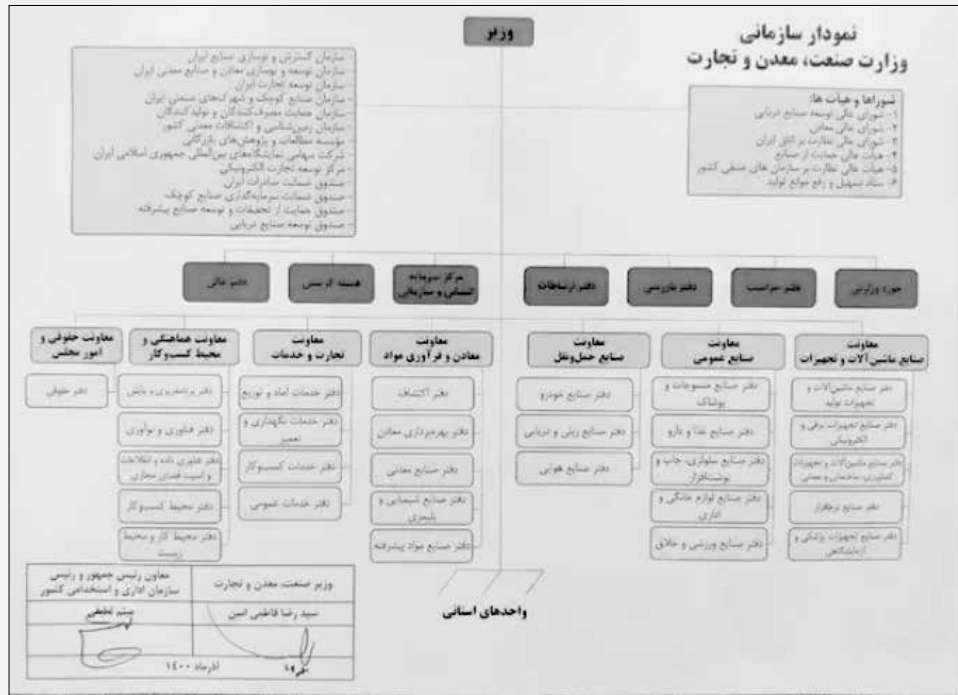 نمودار سازمانی
وزارت صنعت، معدن و تجارت
وزیر
شوراها و هیأت ها:
۱- شورای عالی توسعه صنایع دریایی
۲- شورای عالی معادن
۳- شورای عالی نظارت بر اتاق ایران
۴- هیأت عالی حمایت از صنایع
۵- هیأت عالی نظارت بر سازمان های صنفی کشور
۶- ستاد تسهیل و رفع موانع تولید
- سازمان گسترش و نوسازی صنایع ایران
- سازمان توسعه و نوسازی معادن و صنایع معدنی ایران
- سازمان توسعه تجارت ایران
- سازمان صنایع کوچک و شهرک‌های صنعتی ایران
- سازمان حمایت مصرف‌کنندگان و تولیدکنندگان
- سازمان زمین‌شناسی و اکتشافات معدنی کشور
- مؤسسه مطالعات و پژوهش‌های بازرگانی
- شرکت سهامی نمایشگاه‌های بین‌المللی جمهوری اسلامی ایران
- مرکز توسعه تجارت الکترونیکی
- صندوق ضمانت صادرات ایران
- صندوق ضمانت سرمایه‌گذاری صنایع کوچک
- صندوق حمایت از تحقیقات و توسعه صنایع پیشرفته
- صندوق توسعه صنایع دریایی
حوزه وزارتی
دفتر حراست
دفتر بازرسی
دفتر ارتباطات
مرکز سرمایه
انسانی و سازمانی
هسته گزینش
دفتر مالی
معاونت
صنایع ماشین‌آلات و تجهیزات
دفتر صنایع ماشین‌آلات و
تجهیزات تولید
دفتر صنایع تجهیزات برقی و
الکترونیکی
دفتر صنایع ماشین‌آلات و تجهیزات
کشاورزی، ساختمانی و معدنی
دفتر صنایع نرم‌افزار
دفتر صنایع تجهیزات پزشکی و
آزمایشگاهی
معاونت
صنایع عمومی
دفتر صنایع منسوجات و
پوشاک
دفتر صنایع غذا و دارو
دفتر صنایع سلولزی، چاپ و
نوشت‌افزار
دفتر صنایع لوازم خانگی و
اداری
دفتر صنایع ورزشی و خلاق
معاونت
صنایع حمل‌ونقل
دفتر صنایع خودرو
دفتر صنایع ریلی و دریایی
دفتر صنایع هوایی
معاونت
معادن و فرآوری مواد
دفتر اکتشاف
دفتر بهره‌برداری معادن
دفتر صنایع معدنی
دفتر صنایع شیمیایی و
پلیمری
دفتر صنایع مواد پیشرفته
معاونت
تجارت و خدمات
دفتر خدمات آماد و توزیع
دفتر خدمات نگهداری و
تعمیر
دفتر خدمات کسب‌وکار
دفتر خدمات عمومی
معاونت هماهنگی و
محیط کسب‌وکار
دفتر برنامه‌ریزی و پایش
دفتر فناوری و نوآوری
دفتر فناوری داده و اطلاعات
و امنیت فضای مجازی
دفتر محیط کسب‌وکار
دفتر محیط کار و محیط
زیست
معاونت حقوقی و
امور مجلس
دفتر حقوقی
واحدهای استانی
وزیر صنعت، معدن و تجارت
سید رضا فاطمی امین
معاون رئیس جمهور و رئیس
سازمان اداری و استخدامی کشور
میثم لطیفی
آذرماه ۱۴۰۰